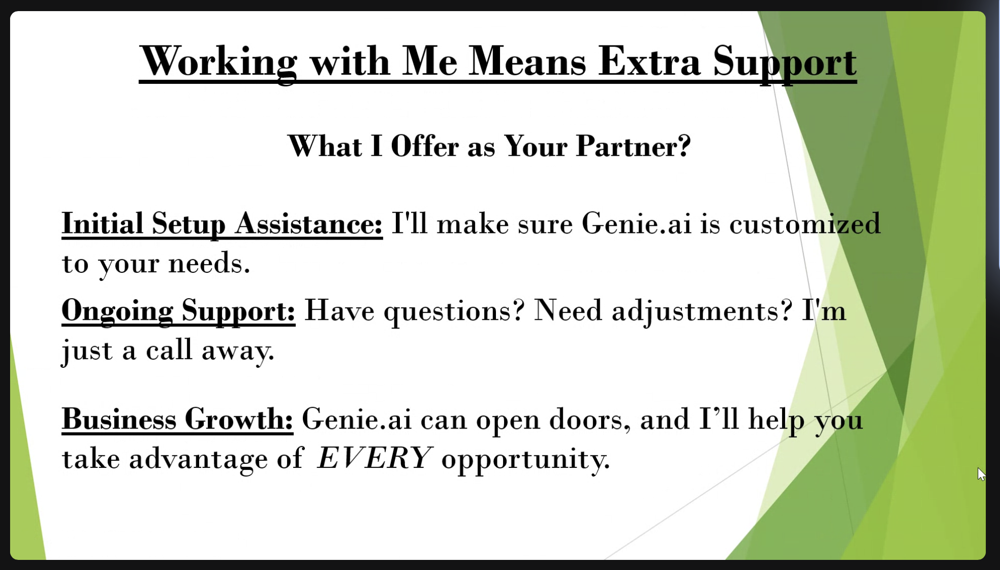 Working with Me Means Extra Support
What I Offer as Your Partner?
Initial Setup Assistance: I'll make sure Genie.ai is customized
to your needs.
Ongoing Support: Have questions? Need adjustments? I'm
just a call away.
Business Growth: Genie.ai can open doors, and I’ll help you
take advantage of EVERY opportunity.